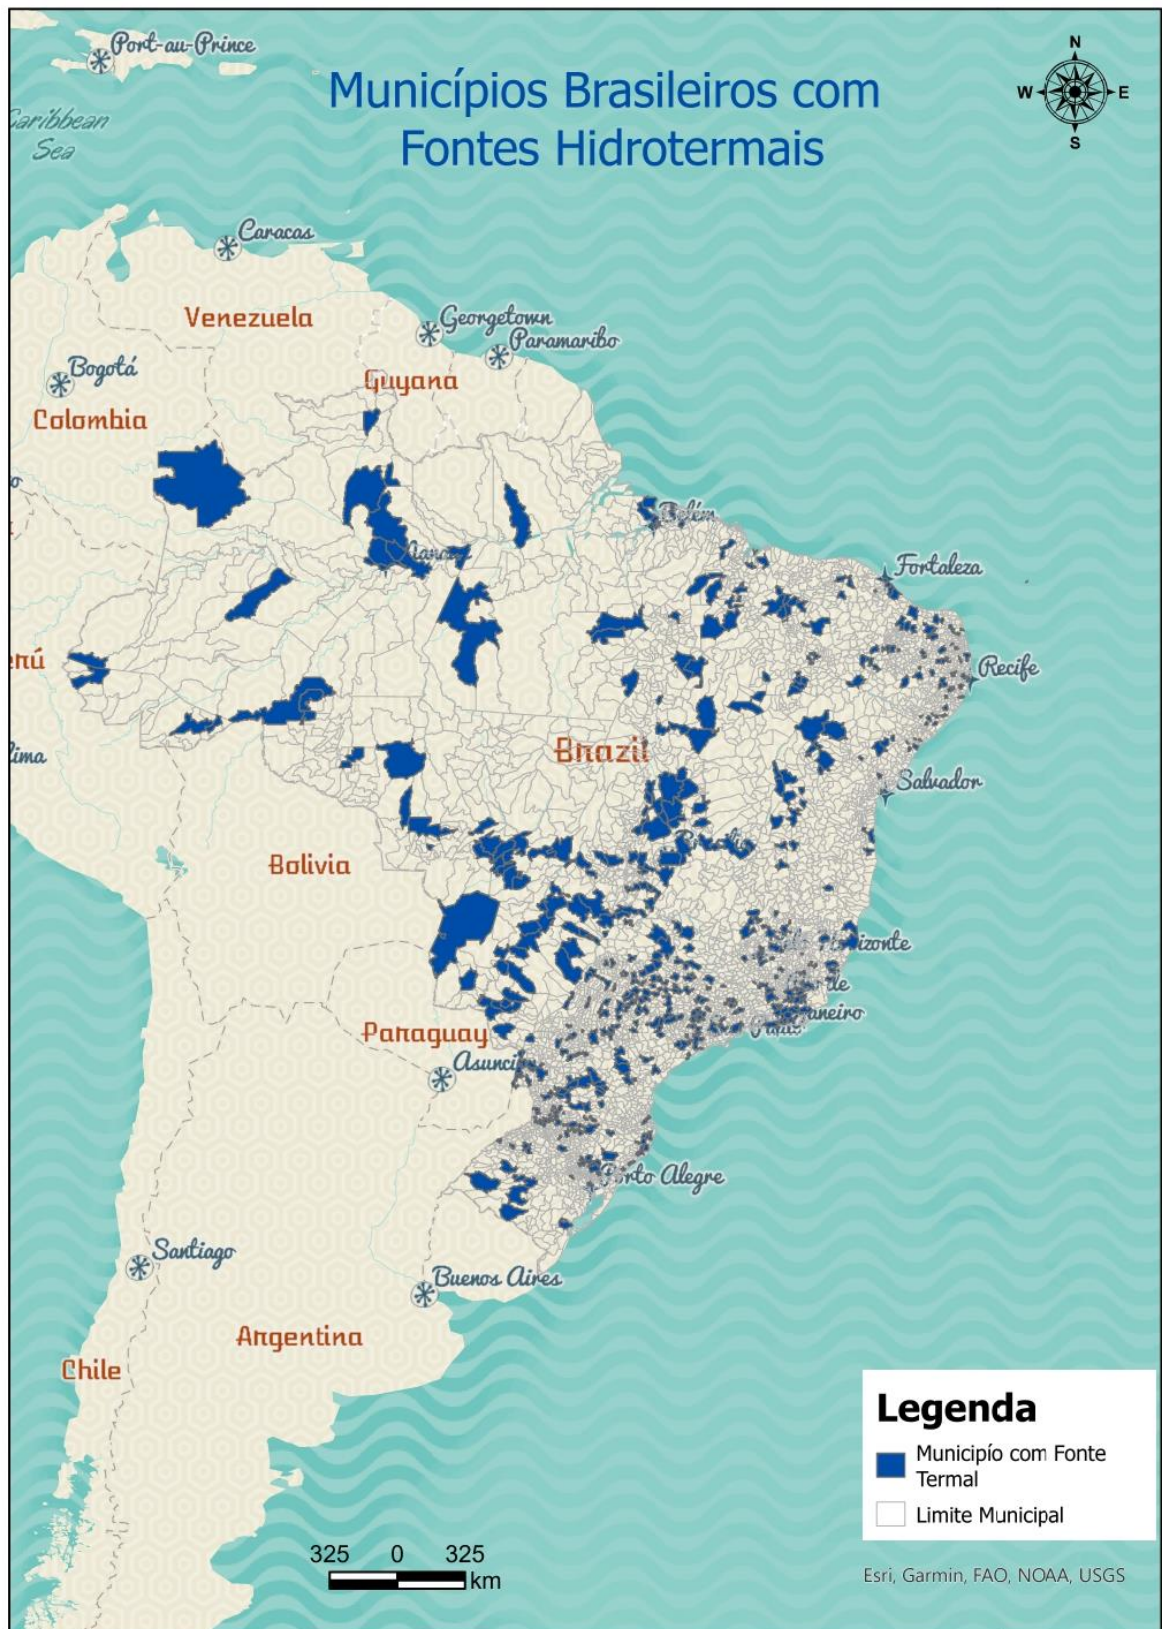 Port-au-Prince
Municípios Brasileiros com
Fontes Hidrotermais
N
W
E
S
Caribbean
Sea
Caracas
Venezuela
Georgetown
Paramaribo
Bogotá
Guyana
Colombia
Belém
Fortaleza
Recife
Brazil
Salvador
Bolivia
Paraguay
Porto Alegre
Santiago
Buenos Aires
Argentina
Chile
Legenda
Municipío com Fonte
Termal
Limite Municipal
325 0 325
km
Esri, Garmin, FAO, NOAA, USGS